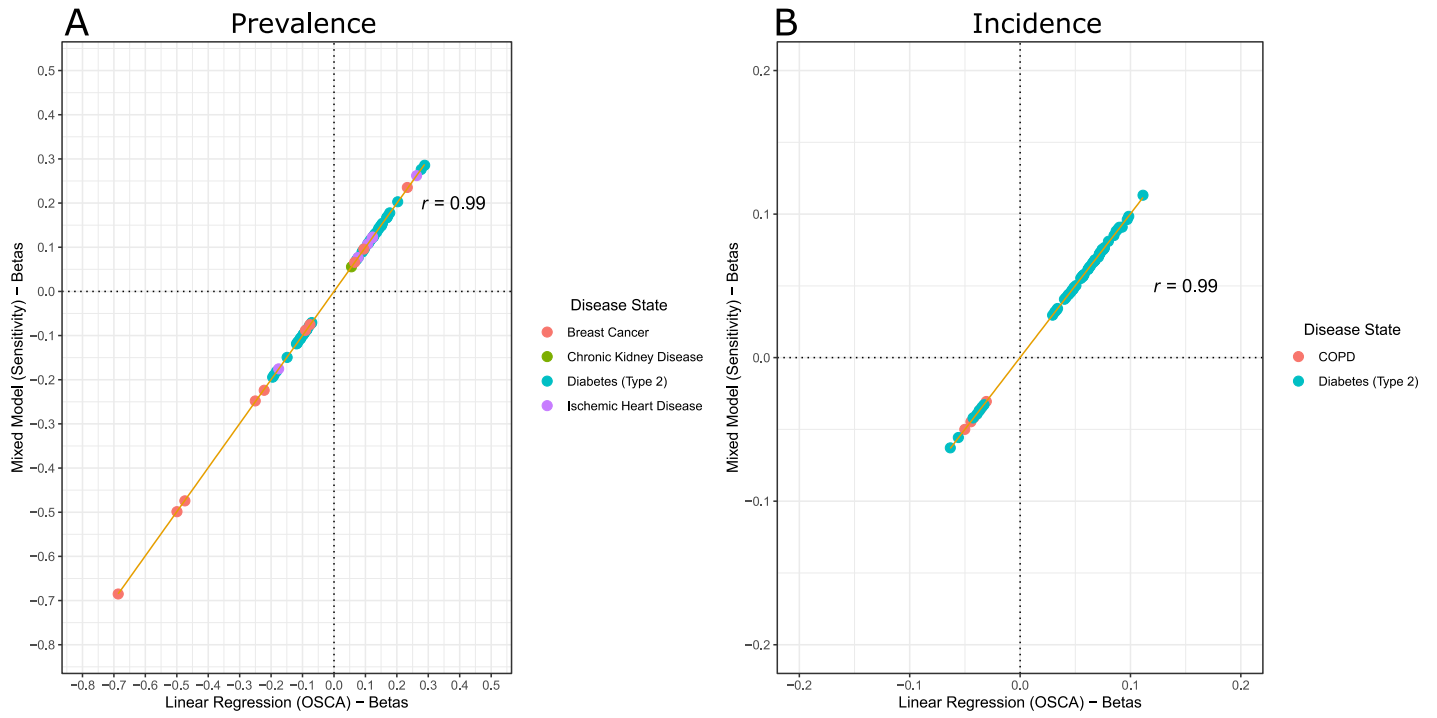 A
Prevalence
0.5
0.4
0.3
0.2
0.1
0.0
−0.1
−0.2
−0.3
−0.4
−0.5
−0.6
−0.7
−0.8
Mixed Model (Sensitivity) − Betas
r = 0.99
−0.8 −0.7 −0.6 −0.5 −0.4 −0.3 −0.2 −0.1 0.0 0.1 0.2 0.3 0.4 0.5
Linear Regression (OSCA) − Betas
Disease State
Breast Cancer
Chronic Kidney Disease
Diabetes (Type 2)
Ischemic Heart Disease
B
Incidence
0.2
0.1
0.0
−0.1
−0.2
Mixed Model (Sensitivity) − Betas
r = 0.99
−0.2 −0.1 0.0 0.1 0.2
Linear Regression (OSCA) − Betas
Disease State
COPD
Diabetes (Type 2)